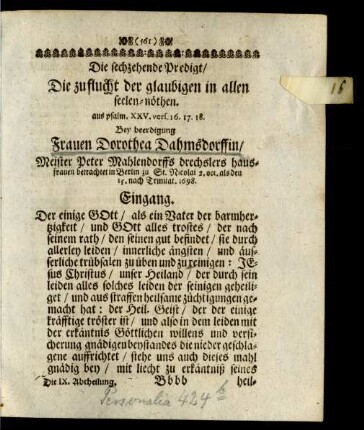 (561)
Die sechzehende Predigt/
Die zuflucht der glaubigen in allen
seelen-nöthen.
aus psalm. XXV. vers. 16. 17. 18.
Bey beerdigung
Frauen Dorothea Dahmsdorffin/
Meister Peter Mahlendorffs drechslers haus-
frauen betrachtet in Berlin zu St. Nicolai 2. oct. als den
15. nach Trinitat. 1698.
Eingang.
Der einige GOtt/ als ein Vater der barmher-
tzigkeit / und GOtt alles trostes / der nach
seinem rath / den seinen gut befindet / sie durch
allerley leiden / innerliche ängsten / und äus-
serliche trübsalen zu üben und zu reinigen: JE-
sus Christus / unser Heiland / der durch sein
leiden alles solches leiden der seinigen geheili-
get / und aus straffen heilsame züchtigungen ge-
macht hat: der Heil. Geist / der der einige
kräfftige tröster ist / und also in dem leiden mit
der erkäntnis Göttlichen willens und versi-
cherung gnädigen beystandes die nieder geschla-
gene auffrichtet / stehe uns auch dieses mahl
gnädig bey / mit liecht zu erkäntniß seines
Die IX. Abtheilung. Bbbb heil-
Personalia 424